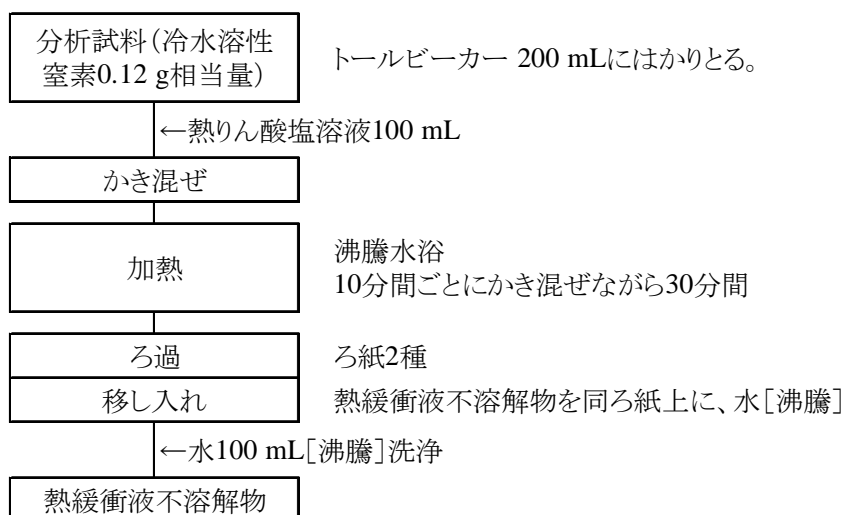 分析試料（冷水溶性
窒素0.12 g相当量）
トールビーカー 200 mLにはかりとる。
←熱りん酸塩溶液100 mL
かき混ぜ
加熱
沸騰水浴
10分間ごとにかき混ぜながら30分間
ろ過
ろ紙2種
移し入れ
熱緩衝液不溶解物を同ろ紙上に、水［沸騰］
←水100 mL［沸騰］洗浄
熱緩衝液不溶解物